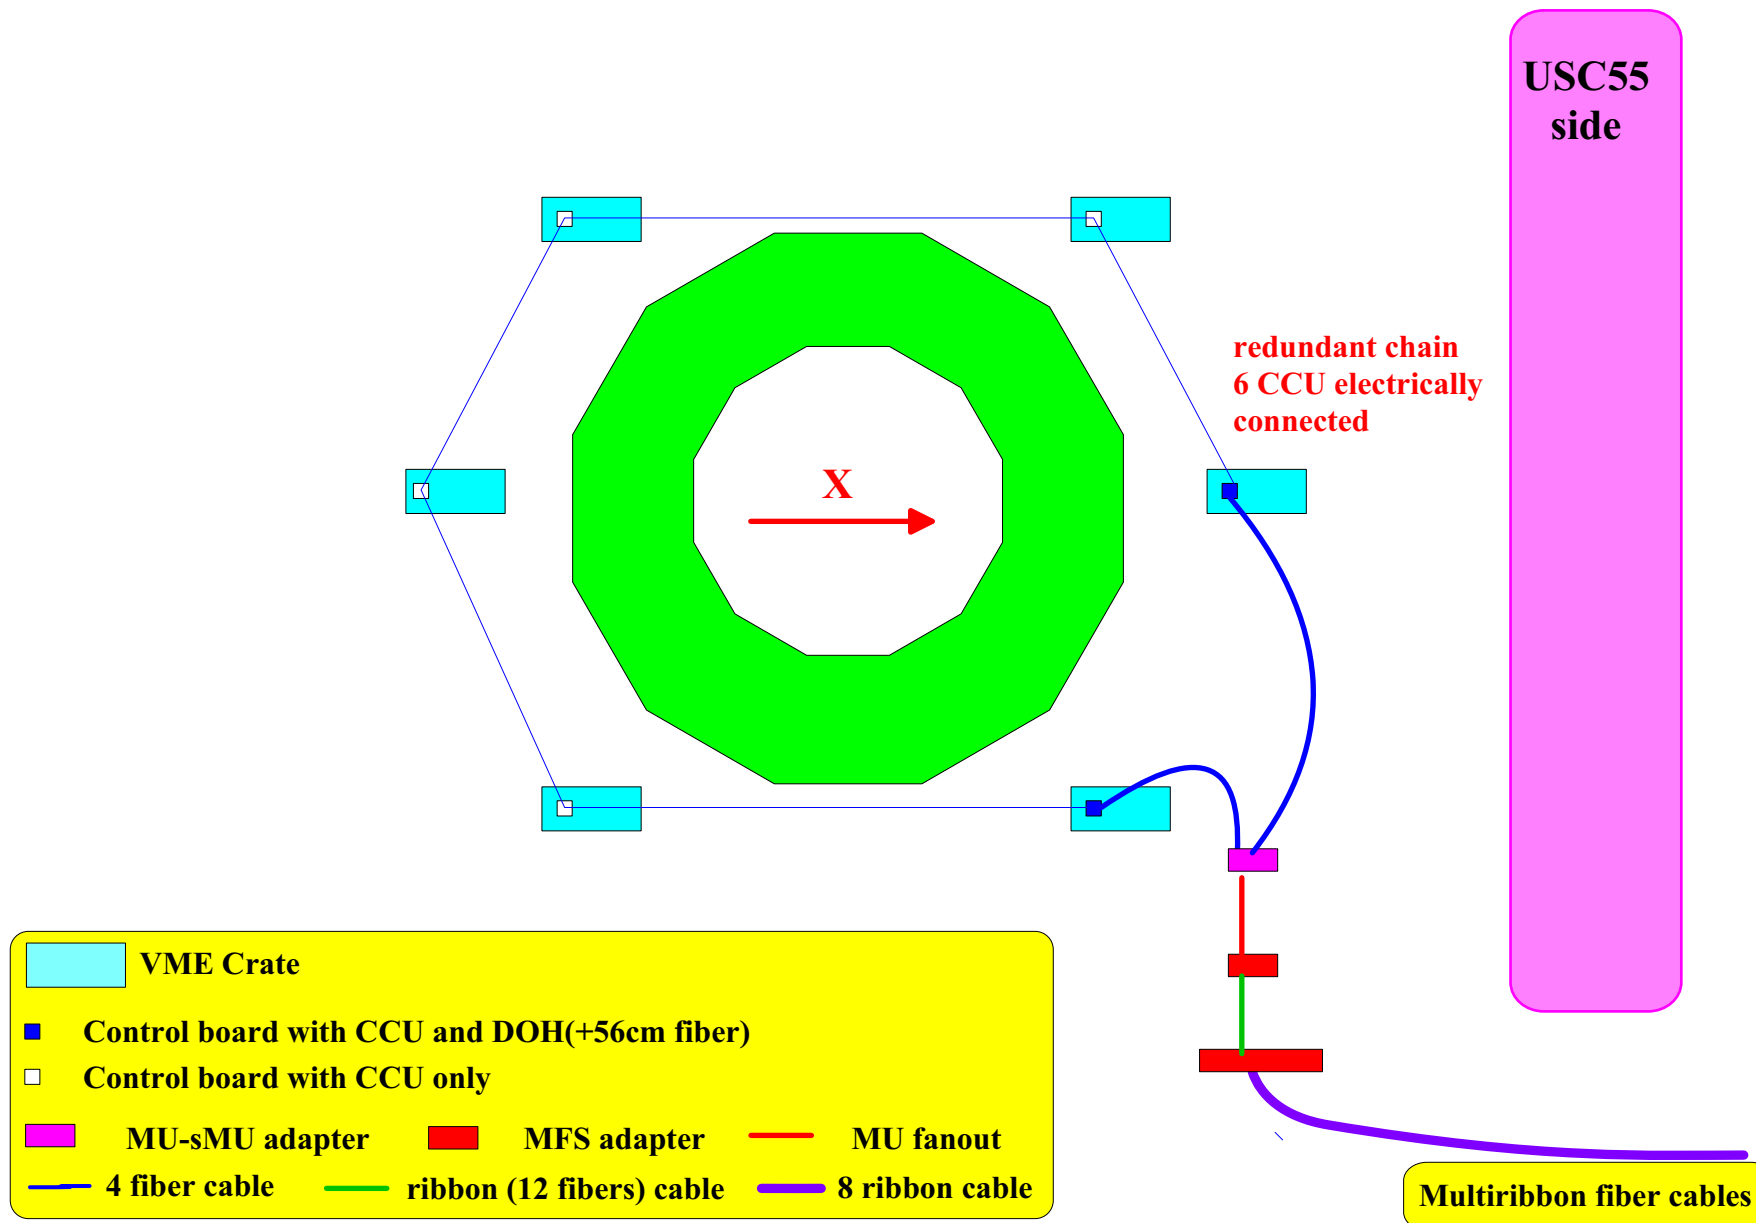 USC55
side
redundant chain
6 CCU electrically
connected
X
VME Crate
Control board with CCU and DOH(+56cm fiber)
Control board with CCU only
MU-sMU adapter
MFS adapter
MU fanout
4 fiber cable
ribbon (12 fibers) cable
8 ribbon cable
Multiribbon fiber cables